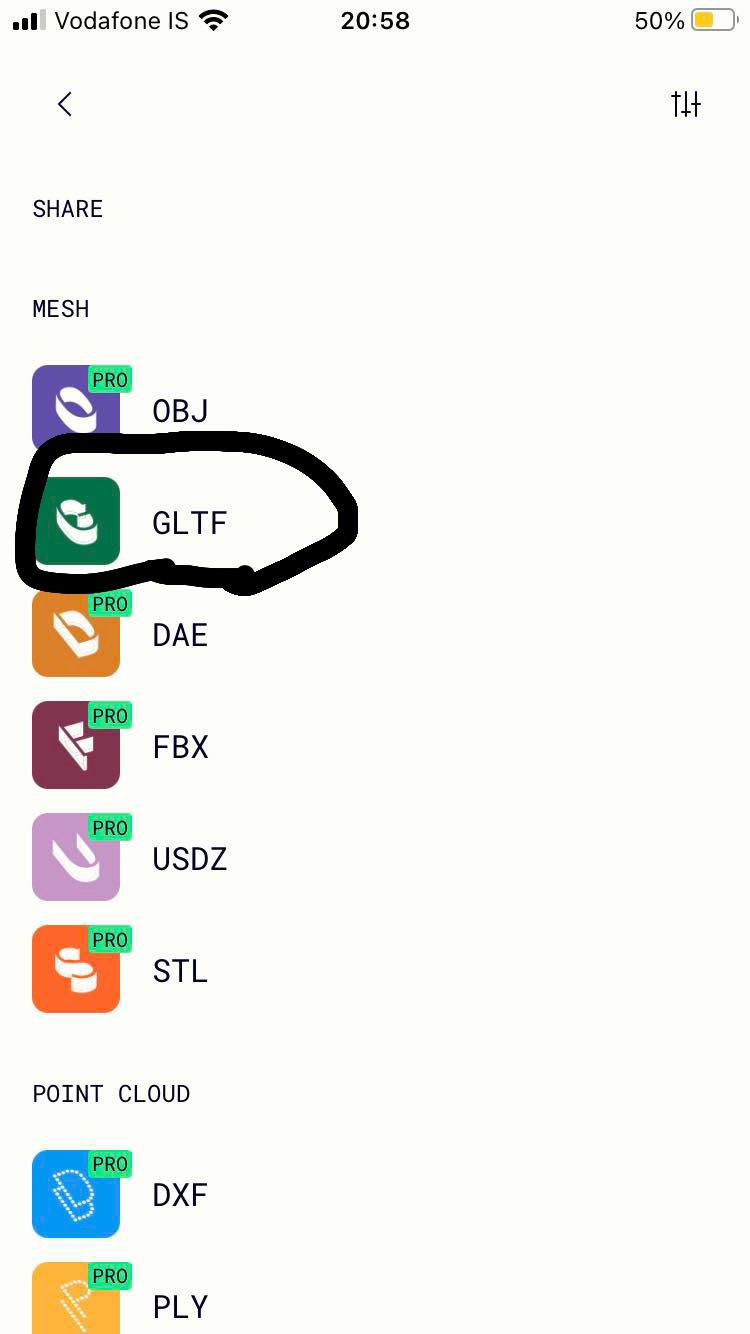 Vodafone IS 20:58 50%
SHARE
MESH
PRO
OBJ
GLTF
PRO
DAE
PRO
FBX
PRO
USDZ
PRO
STL
POINT CLOUD
PRO
DXF
PRO
PLY